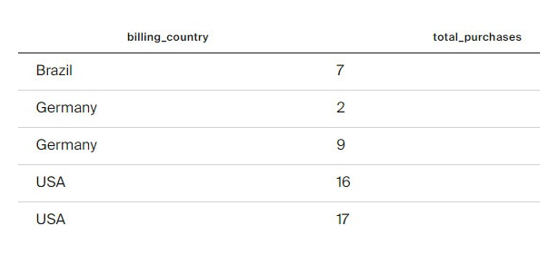 billing_country total_purchases
Brazil 7
Germany 2
Germany 9
USA 16
USA 17